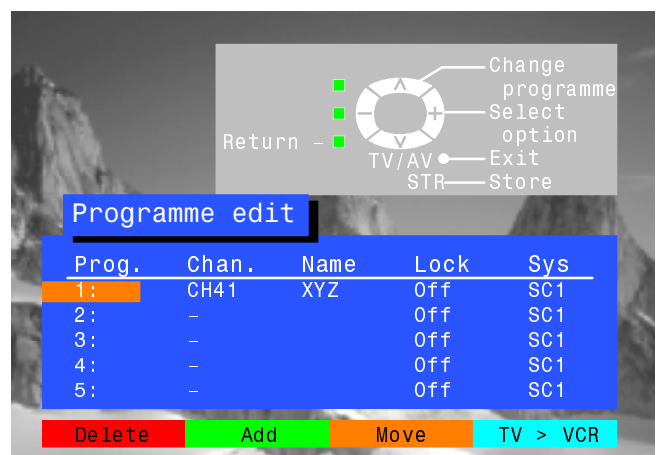 Change
programme
Select
option
Return –
TV/AV
Exit
STR
Store
Programme edit
Prog. Chan. Name Lock Sys
1: CH41 XYZ Off SC1
2: – Off SC1
3: – Off SC1
4: – Off SC1
5: – Off SC1
Delete Add Move TV > VCR